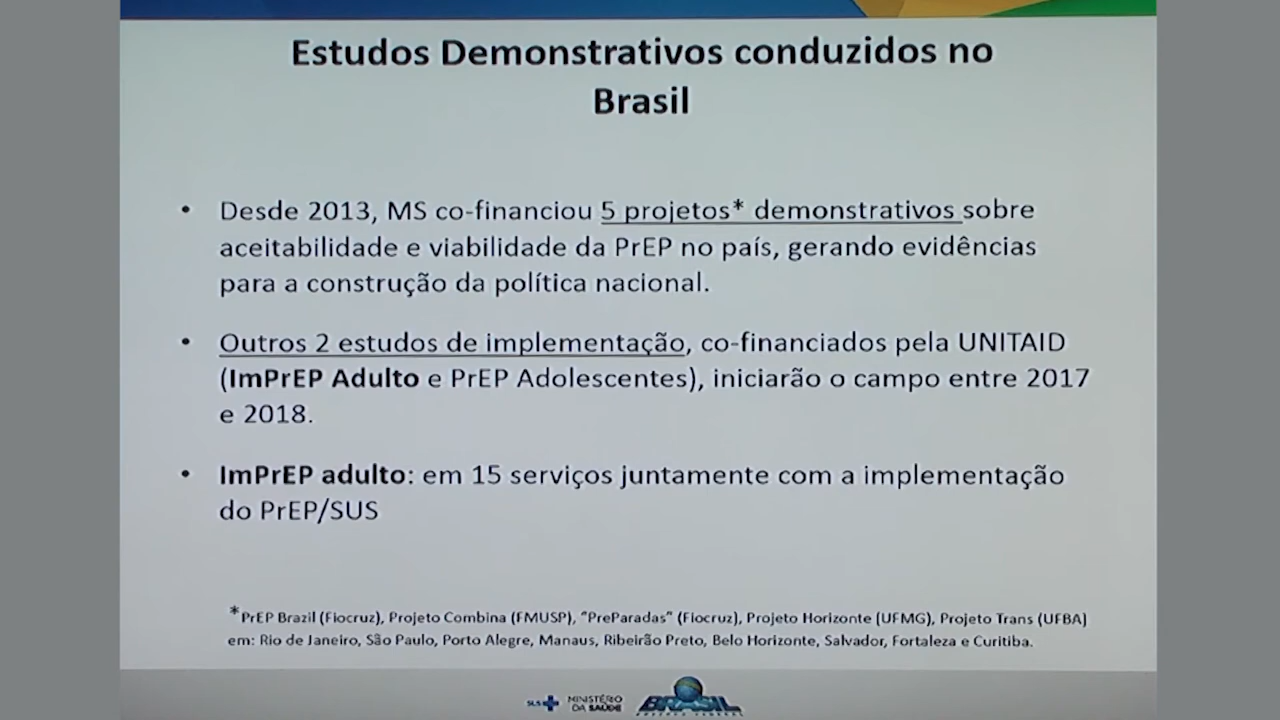 Estudos Demonstrativos conduzidos no
Brasil
• Desde 2013, MS co-financiou 5 projetos* demonstrativos sobre
aceitabilidade e viabilidade da PrEP no país, gerando evidências
para a construção da política nacional.
• Outros 2 estudos de implementação, co-financiados pela UNITAID
(ImPrEP Adulto e PrEP Adolescentes), iniciarão o campo entre 2017
e 2018.
• ImPrEP adulto: em 15 serviços juntamente com a implementação
do PrEP/SUS
*PrEP Brazil (Fiocruz), Projeto Combina (FMUSP), “PreParadas” (Fiocruz), Projeto Horizonte (UFMG), Projeto Trans (UFBA)
em: Rio de Janeiro, São Paulo, Porto Alegre, Manaus, Ribeirão Preto, Belo Horizonte, Salvador, Fortaleza e Curitiba.
SUS MINISTÉRIO
DA SAÚDE
BRASIL
GOVERNO FEDERAL